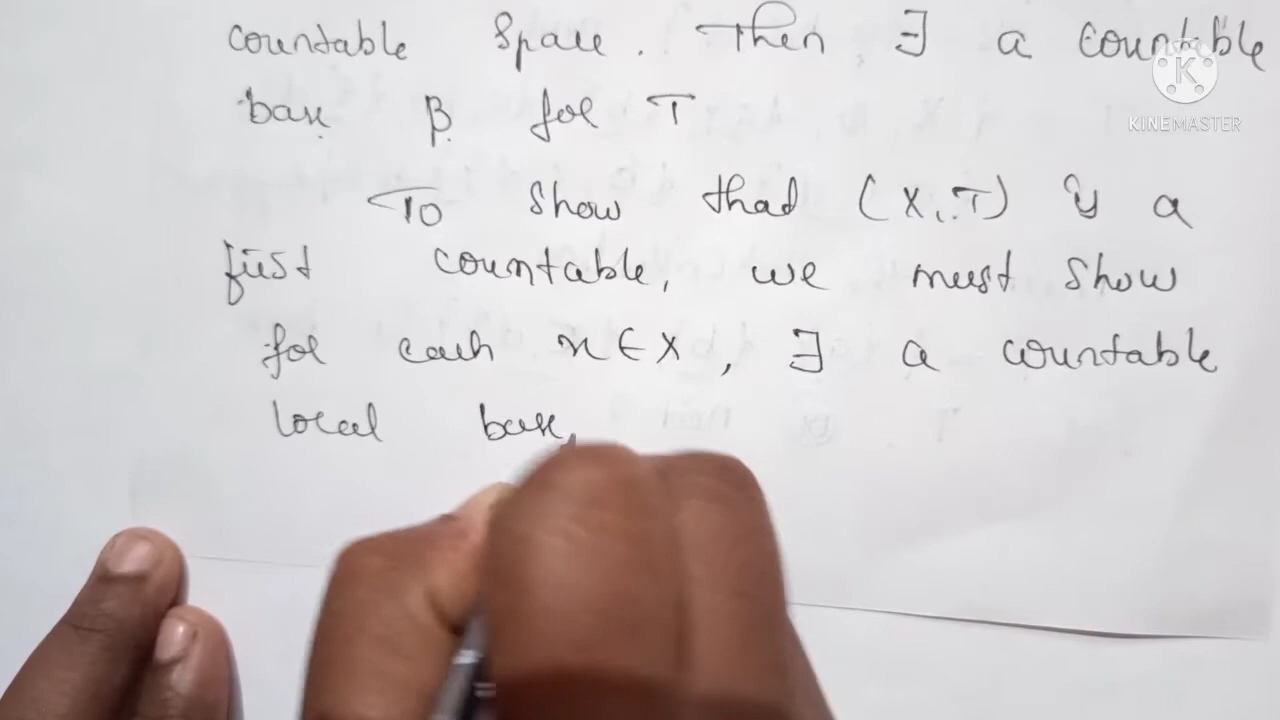 countable space. Then ∃ a countable
base β for T
To show that (X, T) is a
first countable, we must show
for each x ∈ X, ∃ a countable
local base
K
KINEMASTER